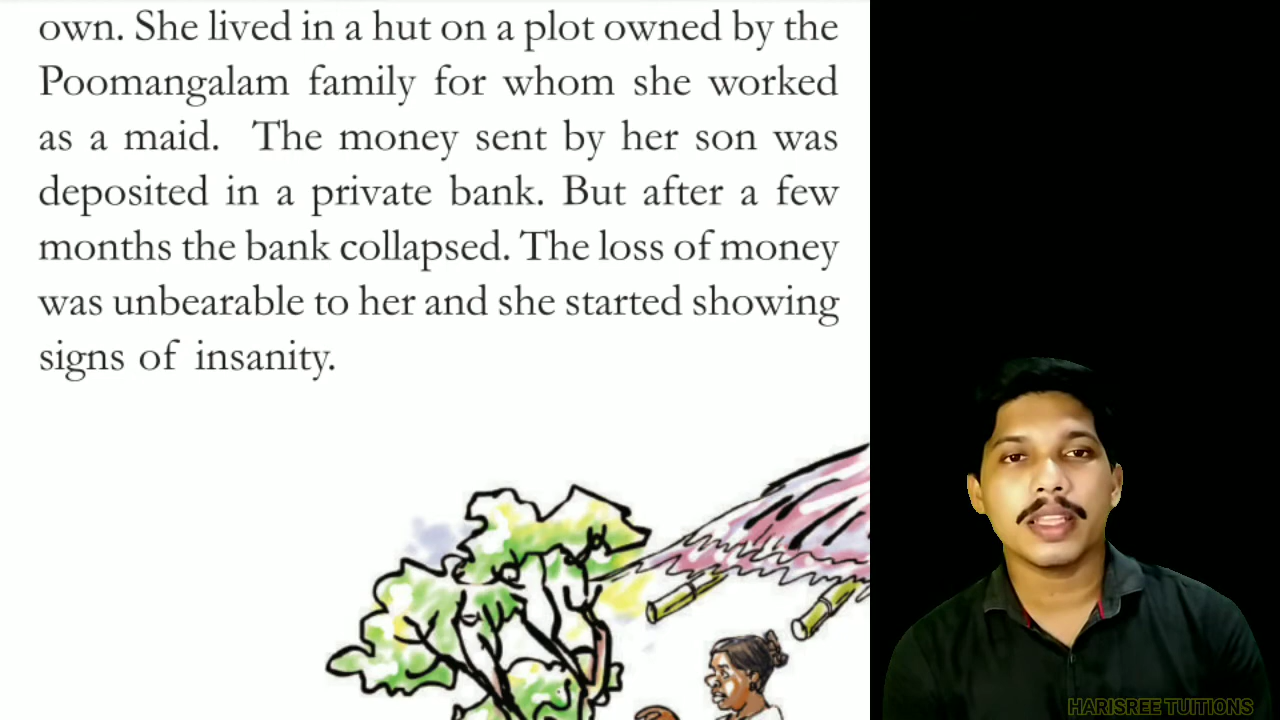 own. She lived in a hut on a plot owned by the
Poomangalam family for whom she worked
as a maid. The money sent by her son was
deposited in a private bank. But after a few
months the bank collapsed. The loss of money
was unbearable to her and she started showing
signs of insanity.
HARISREE TUITIONS